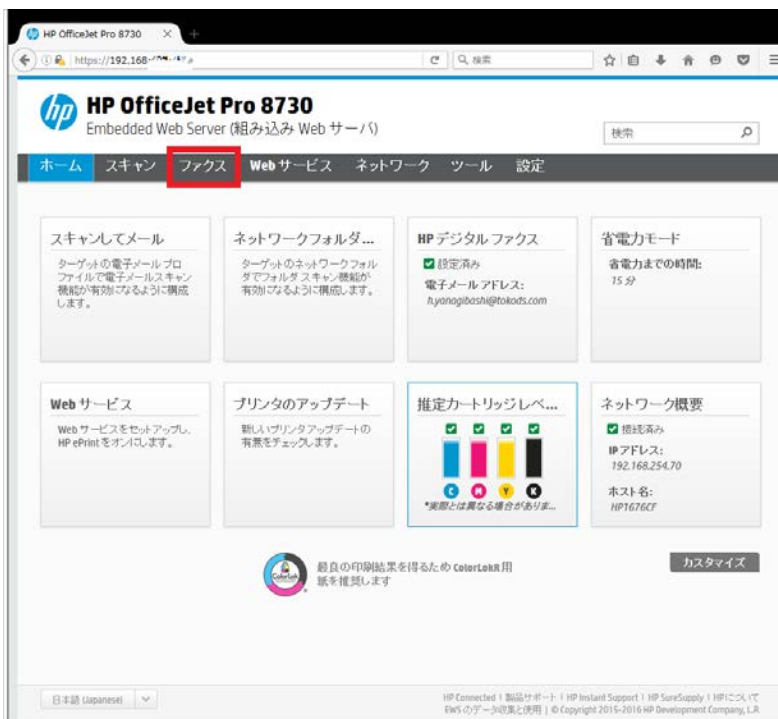 HP OfficeJet Pro 8730
https://192.168
検索
HP OfficeJet Pro 8730
Embedded Web Server (組み込み Web サーバ)
検索
ホーム スキャン ファクス Web サービス ネットワーク ツール 設定
スキャンしてメール
ターゲットの電子メール プロ
ファイルで電子メールスキャン
機能が有効になるように構成
します。
ネットワークフォルダ...
ターゲットのネットワークフォル
ダでフォルダ スキャン機能が
有効になるように構成します。
HP デジタル ファクス
設定済み
電子メール アドレス:
h.yanagibashi@tokods.com
省電力モード
省電力までの時間:
15 分
Web サービス
Web サービスをセットアップし、
HP ePrint をオンにします。
プリンタのアップデート
新しいプリンタ アップデートの
有無をチェックします。
推定カートリッジ レベ...
C M Y K
*実際とは異なる場合がありま...
ネットワーク概要
接続済み
IP アドレス:
192.168.254.70
ホスト名:
HP1676CF
ColorLok
最良の印刷結果を得るため ColorLokR 用
紙を推奨します
カスタマイズ
日本語 (Japanese)
HP Connected | 製品サポート | HP Instant Support | HP SureSupply | HPについて
EWS のデータ収集と使用 | © Copyright 2015-2016 HP Development Company, L.P.